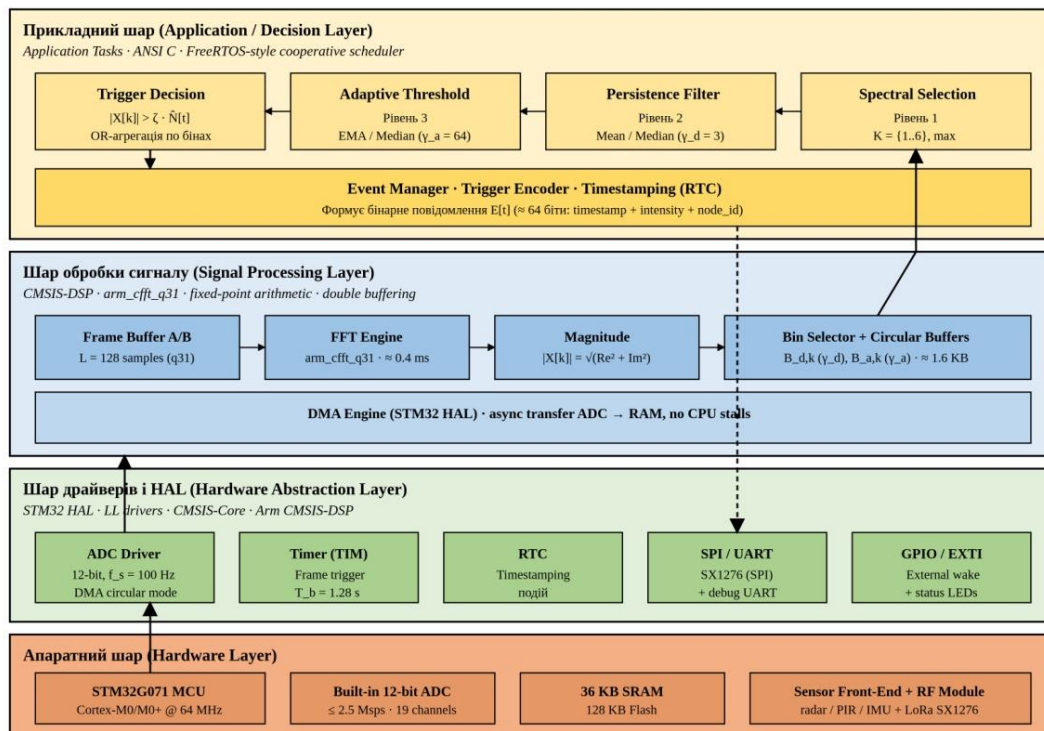 Прикладний шар (Application / Decision Layer)
Application Tasks · ANSI C · FreeRTOS-style cooperative scheduler
Trigger Decision
|X[k]| > ζ · Ñ[t]
OR-агрегація по бінах
Adaptive Threshold
Рівень 3
EMA / Median (γ_a = 64)
Persistence Filter
Рівень 2
Mean / Median (γ_d = 3)
Spectral Selection
Рівень 1
K = {1..6}, max
Event Manager · Trigger Encoder · Timestamping (RTC)
Формує бінарне повідомлення E[t] (≈ 64 біти: timestamp + intensity + node_id)
Шар обробки сигналу (Signal Processing Layer)
CMSIS-DSP · arm_cfft_q31 · fixed-point arithmetic · double buffering
Frame Buffer A/B
L = 128 samples (q31)
FFT Engine
arm_cfft_q31 · ≈ 0.4 ms
Magnitude
|X[k]| = √(Re² + Im²)
Bin Selector + Circular Buffers
B_d,k (γ_d), B_a,k (γ_a) · ≈ 1.6 KB
DMA Engine (STM32 HAL) · async transfer ADC → RAM, no CPU stalls
Шар драйверів і HAL (Hardware Abstraction Layer)
STM32 HAL · LL drivers · CMSIS-Core · Arm CMSIS-DSP
ADC Driver
12-bit, f_s = 100 Hz
DMA circular mode
Timer (TIM)
Frame trigger
T_b = 1.28 s
RTC
Timestamping
подій
SPI / UART
SX1276 (SPI)
+ debug UART
GPIO / EXTI
External wake
+ status LEDs
Апаратний шар (Hardware Layer)
STM32G071 MCU
Cortex-M0/M0+ @ 64 MHz
Built-in 12-bit ADC
≤ 2.5 Msps · 19 channels
36 KB SRAM
128 KB Flash
Sensor Front-End + RF Module
radar / PIR / IMU + LoRa SX1276